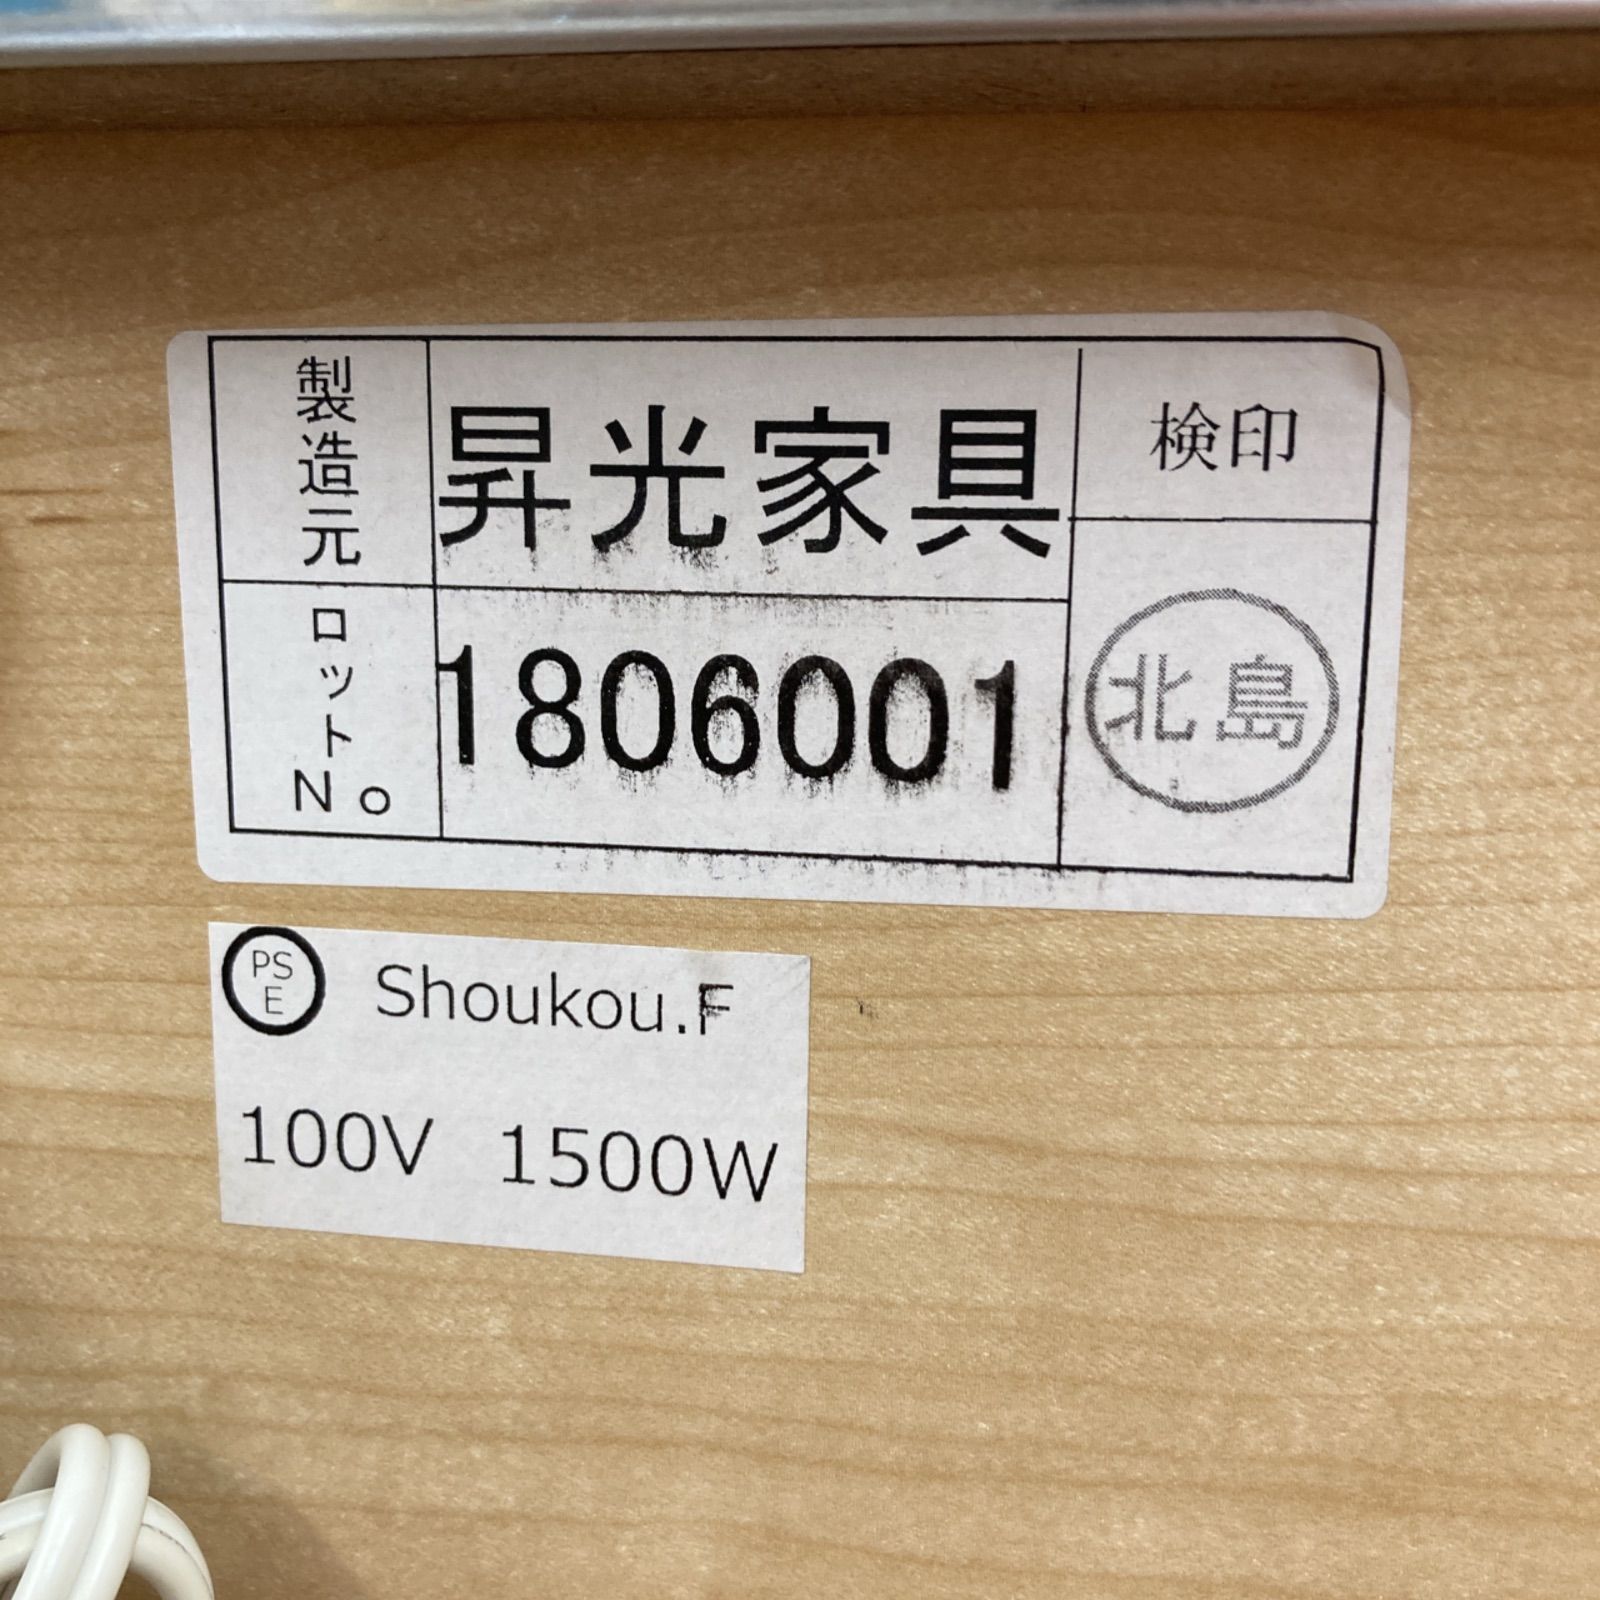 製造元
昇光家具
検印
ロットNo
1806001
北島
PSE
Shoukou.F
100V 1500W